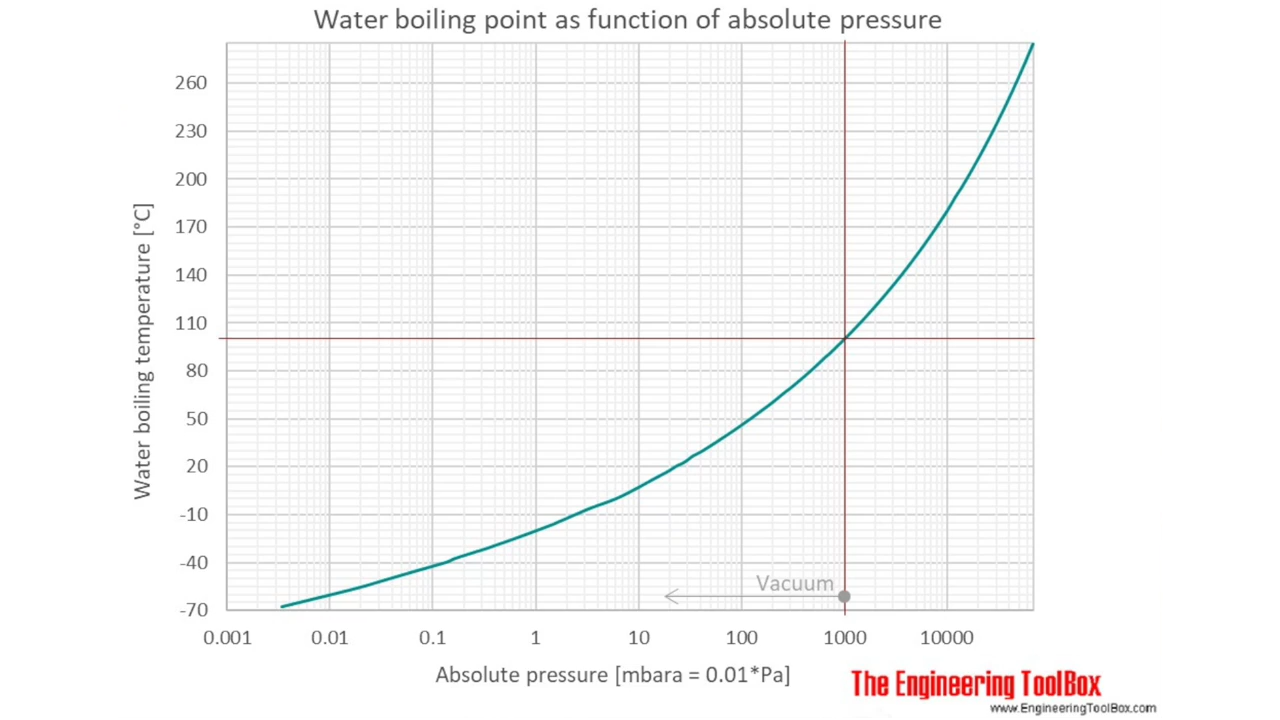 Water boiling point as function of absolute pressure
260
230
200
170
140
110
80
50
20
-10
-40
-70
Water boiling temperature [°C]
Vacuum
0.001 0.01 0.1 1 10 100 1000 10000
Absolute pressure [mbara = 0.01*Pa]
The Engineering ToolBox
www.EngineeringToolBox.com